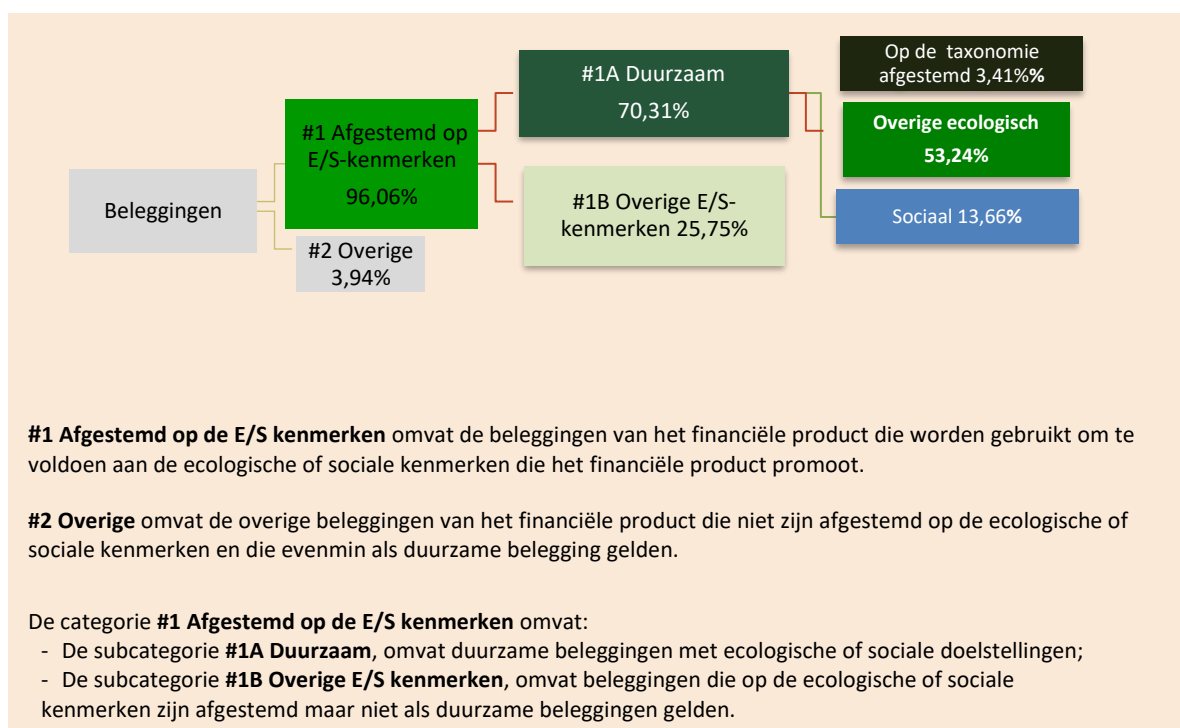 Beleggingen
#1 Afgestemd op
E/S-kenmerken
96,06%
#2 Overige
3,94%
#1A Duurzaam
70,31%
#1B Overige E/S-
kenmerken 25,75%
Op de taxonomie
afgestemd 3,41%%
Overige ecologisch
53,24%
Sociaal 13,66%
#1 Afgestemd op de E/S kenmerken omvat de beleggingen van het financiële product die worden gebruikt om te
voldoen aan de ecologische of sociale kenmerken die het financiële product promoot.
#2 Overige omvat de overige beleggingen van het financiële product die niet zijn afgestemd op de ecologische of
sociale kenmerken en die evenmin als duurzame belegging gelden.
De categorie #1 Afgestemd op de E/S kenmerken omvat:
- De subcategorie #1A Duurzaam, omvat duurzame beleggingen met ecologische of sociale doelstellingen;
- De subcategorie #1B Overige E/S kenmerken, omvat beleggingen die op de ecologische of sociale
kenmerken zijn afgestemd maar niet als duurzame beleggingen gelden.